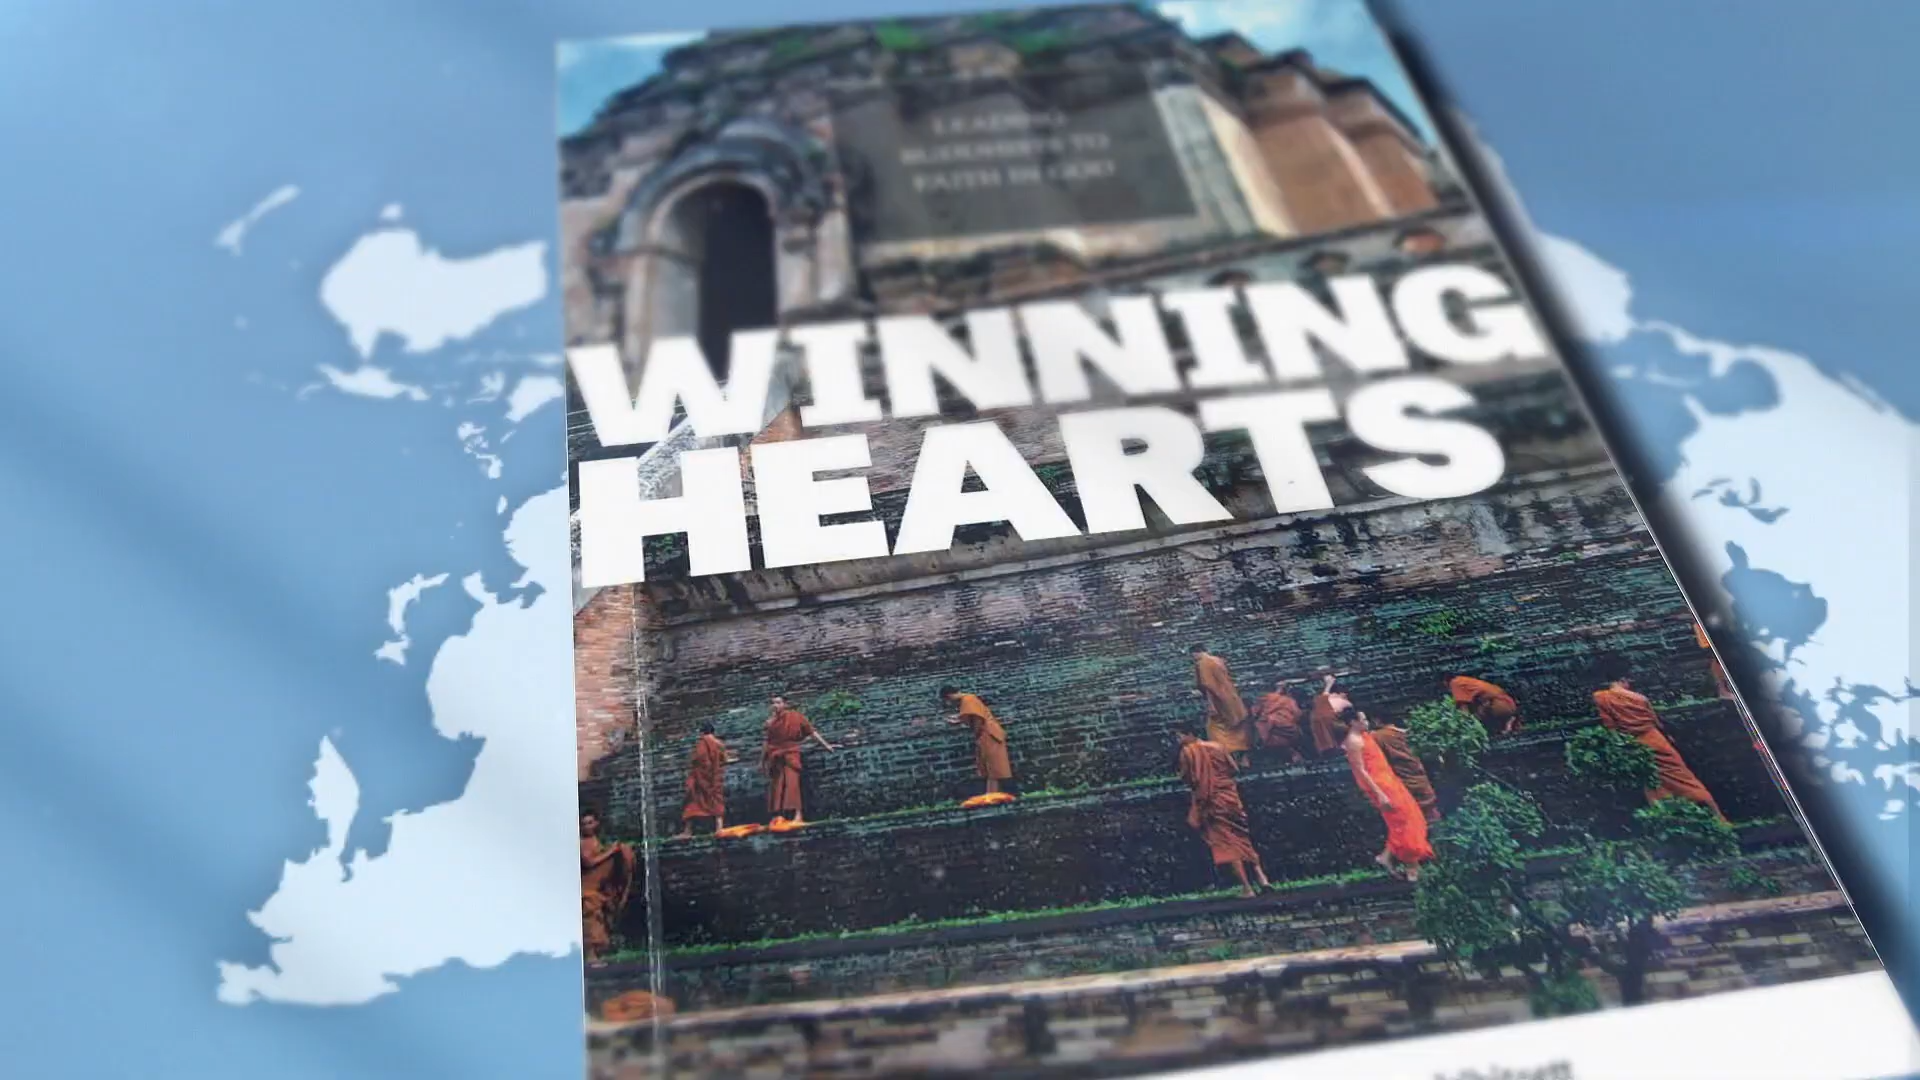 LEADING
BUDDHISTS TO
FAITH IN GOD
WINNING
HEARTS